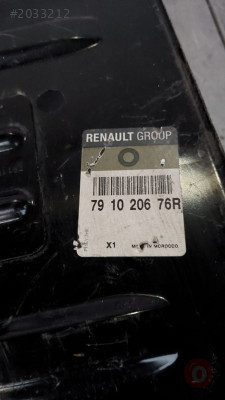 #2033212
RENAULT GROUP
79 10 206 76R
X1
MADE IN MOROCCO